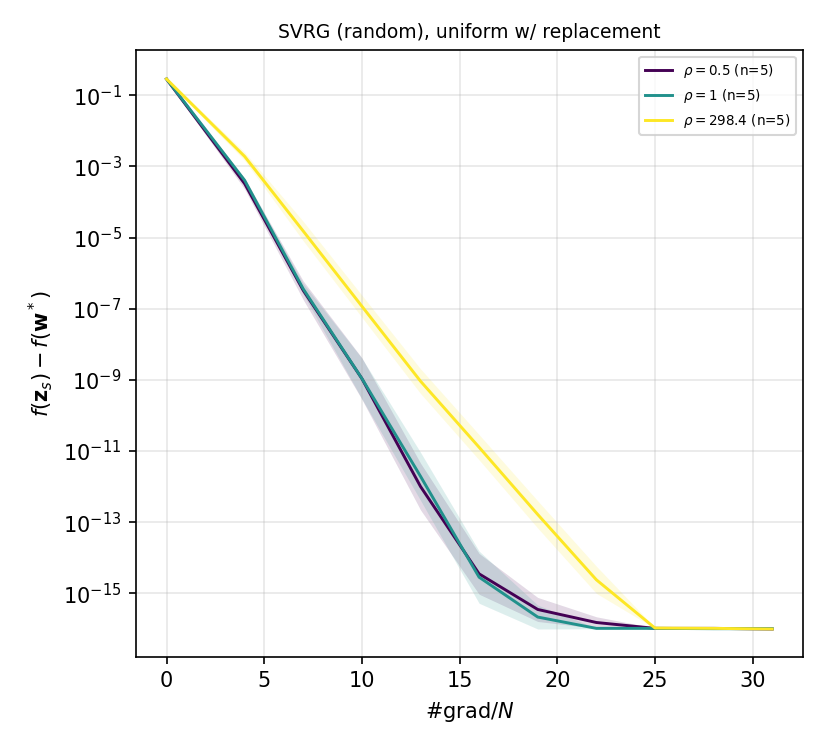 SVRG (random), uniform w/ replacement
ρ = 0.5 (n=5)
ρ = 1 (n=5)
ρ = 298.4 (n=5)
10⁻¹
10⁻³
10⁻⁵
10⁻⁷
10⁻⁹
10⁻¹¹
10⁻¹³
10⁻¹⁵
f(𝐳ₛ) − f(𝐰*)
0 5 10 15 20 25 30
#grad/N